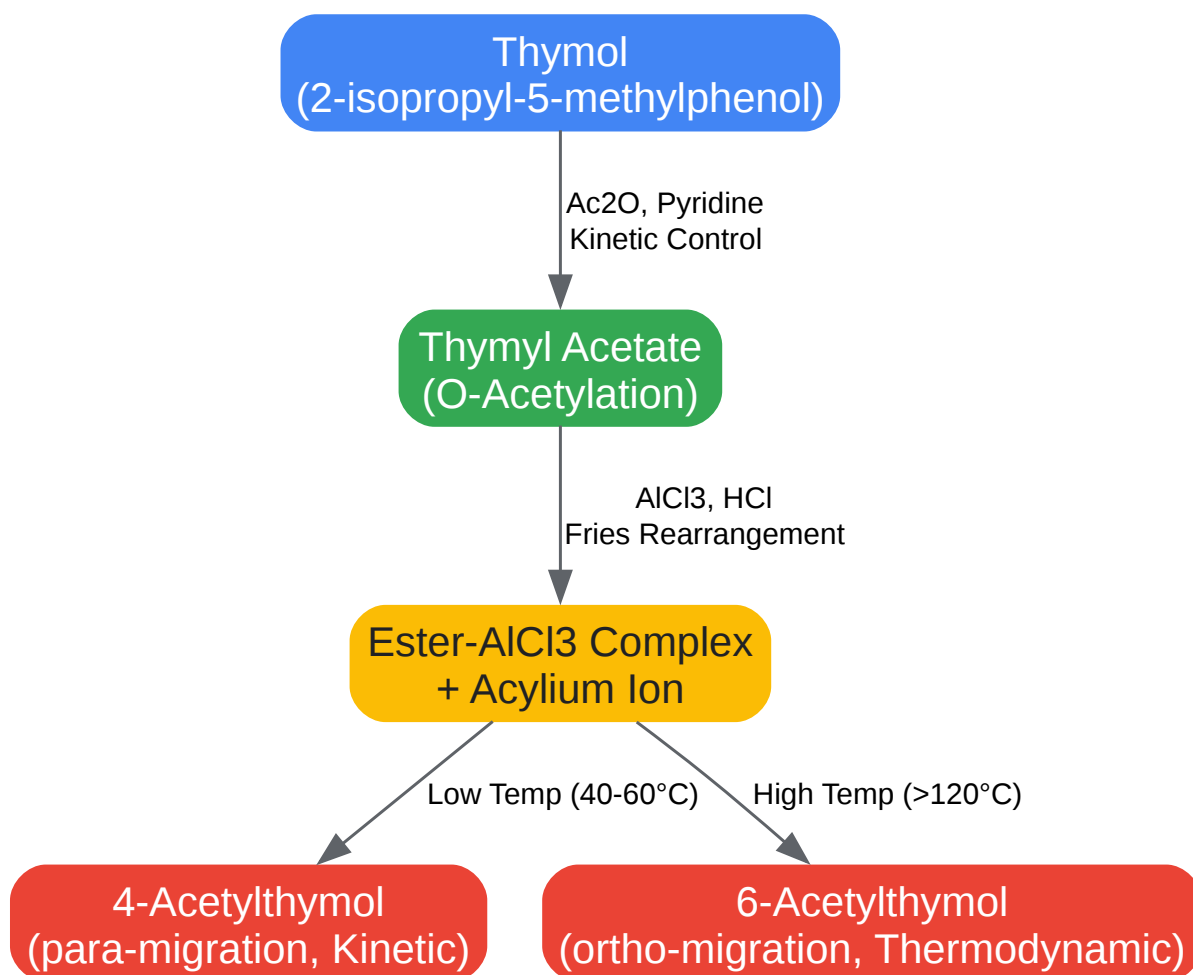 Thymol
(2-isopropyl-5-methylphenol)
Ac2O, Pyridine
Kinetic Control
Thymyl Acetate
(O-Acetylation)
AlCl3, HCl
Fries Rearrangement
Ester-AlCl3 Complex
+ Acylium Ion
Low Temp (40-60°C)
High Temp (>120°C)
4-Acetylthymol
(para-migration, Kinetic)
6-Acetylthymol
(ortho-migration, Thermodynamic)